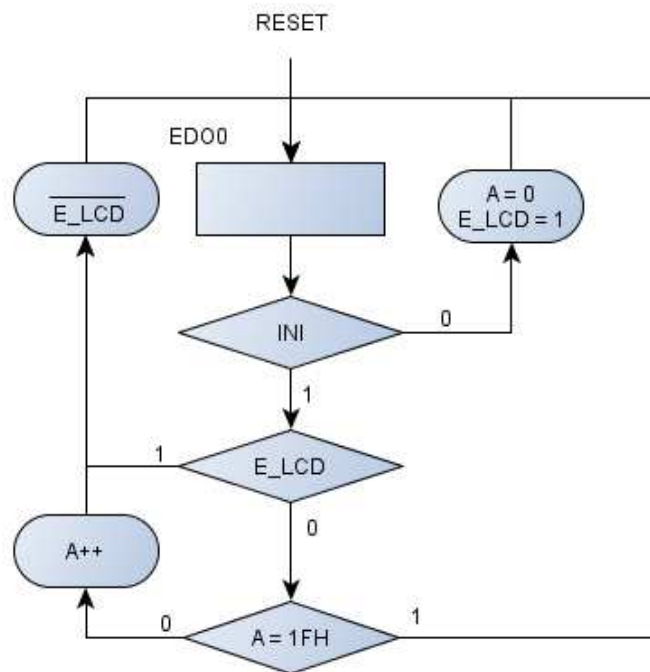 RESET
EDO0
E_LCD
A = 0
E_LCD = 1
INI
0
1
E_LCD
1
0
A++
0
A = 1FH
1